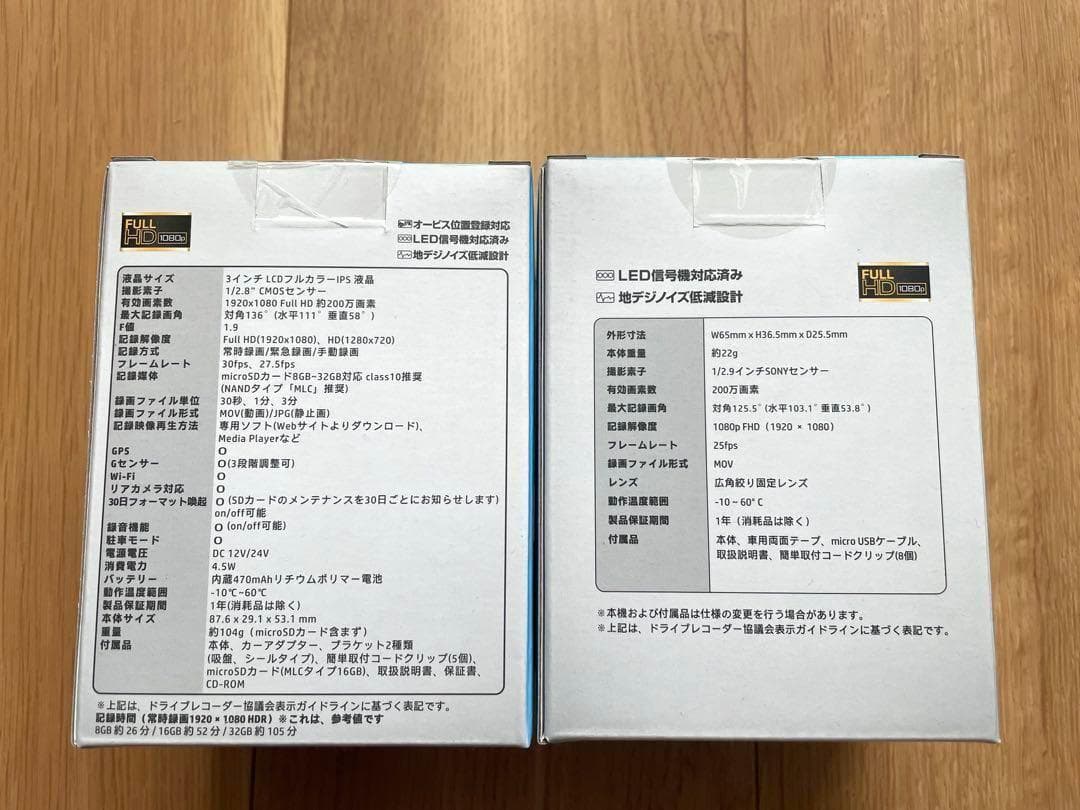 FULL
HD 1080p
オービス位置登録対応
LED信号機対応済み
地デジノイズ低減設計
液晶サイズ 3インチ LCDフルカラーIPS 液晶
撮影素子 1/2.8" CMOSセンサー
有効画素数 1920x1080 Full HD 約200万画素
最大記録画角 対角136°(水平111° 垂直58°)
F値 1.9
記録解像度 Full HD(1920x1080)、HD(1280x720)
記録方式 常時録画/緊急録画/手動録画
フレームレート 30fps、27.5fps
記録媒体 microSDカード8GB~32GB対応 class10推奨
(NANDタイプ「MLC」推奨)
録画ファイル単位 30秒、1分、3分
録画ファイル形式 MOV(動画)/JPG(静止画)
記録映像再生方法 専用ソフト(Webサイトよりダウンロード)、
Media Playerなど
GPS O
Gセンサー O(3段階調整可)
Wi-Fi O
リアカメラ対応 O
30日フォーマット喚起 O (SDカードのメンテナンスを30日ごとにお知らせします)
on/off可能
録音機能 O (on/off可能)
駐車モード O
電源電圧 DC 12V/24V
消費電力 4.5W
バッテリー 内蔵470mAhリチウムポリマー電池
動作温度範囲 -10℃~60℃
製品保証期間 1年(消耗品は除く)
本体サイズ 87.6 x 29.1 x 53.1 mm
重量 約104g (microSDカード含まず)
付属品 本体、カーアダプター、ブラケット2種類
(吸盤、シールタイプ)、簡単取付コードクリップ(5個)、
microSDカード(MLCタイプ16GB)、取扱説明書、保証書、
CD-ROM
※上記は、ドライブレコーダー協議会表示ガイドラインに基づく表記です。
記録時間 (常時録画1920×1080 HDR) ※これは、参考値です
8GB 約 26 分 / 16GB 約 52 分 / 32GB 約 105 分
LED信号機対応済み
地デジノイズ低減設計
FULL
HD 1080p
外形寸法 W65mm x H36.5mm x D25.5mm
本体重量 約22g
撮影素子 1/2.9インチSONYセンサー
有効画素数 200万画素
最大記録画角 対角125.5°(水平103.1° 垂直53.8°)
記録解像度 1080p FHD (1920 × 1080)
フレームレート 25fps
録画ファイル形式 MOV
レンズ 広角絞り固定レンズ
動作温度範囲 -10 ~ 60° C
製品保証期間 1年 (消耗品は除く)
付属品 本体、車用両面テープ、micro USBケーブル、
取扱説明書、簡単取付コードクリップ(8個)
※本機および付属品は仕様の変更を行う場合があります。
※上記は、ドライブレコーダー協議会表示ガイドラインに基づく表記です。